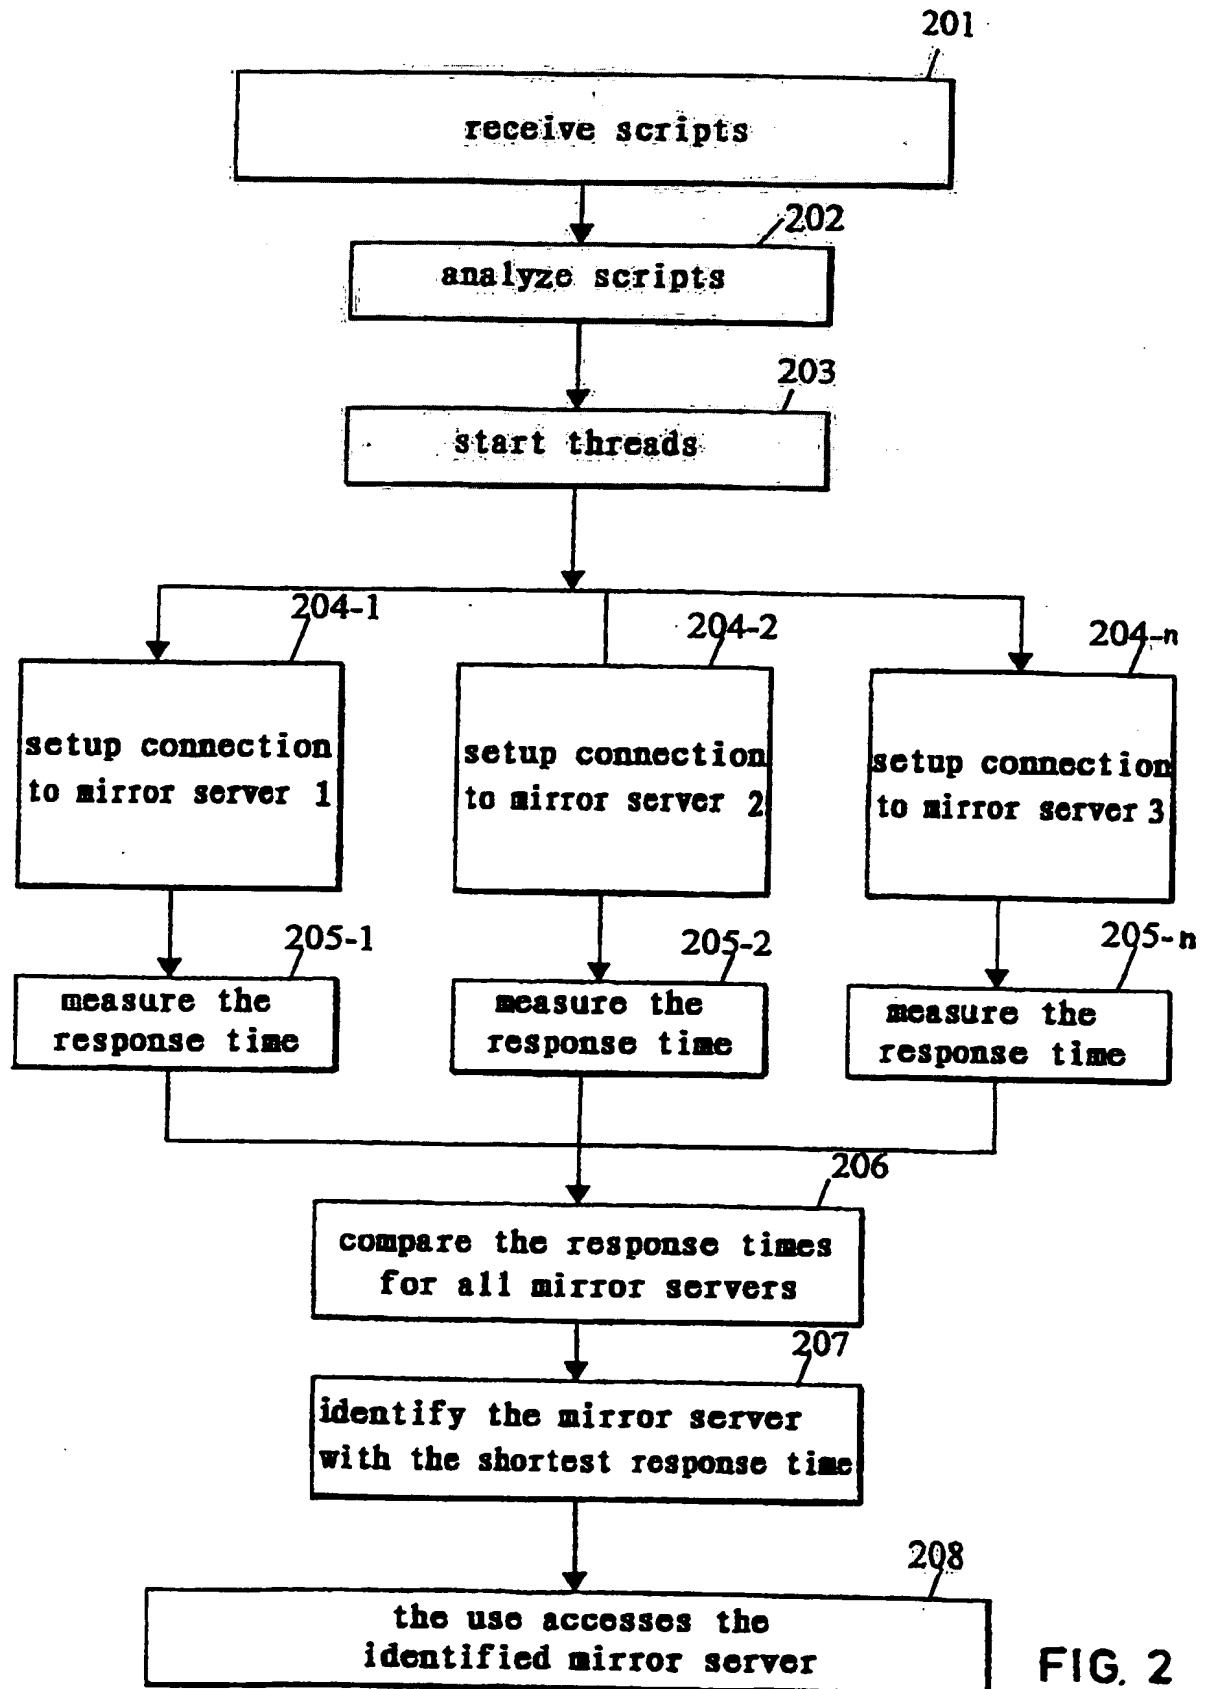 201
receive scripts
202
analyze scripts
203
start threads
204-1
204-2
204-n
setup connection
to mirror server 1
setup connection
to mirror server 2
setup connection
to mirror server 3
205-1
205-2
205-n
measure the
response time
measure the
response time
measure the
response time
206
compare the response times
for all mirror servers
207
identify the mirror server
with the shortest response time
208
the use accesses the
identified mirror server
FIG. 2